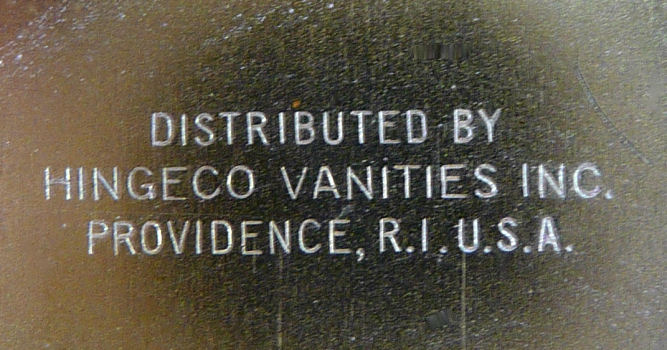 DISTRIBUTED BY
HINGECO VANITIES INC.
PROVIDENCE, R.I. U.S.A.